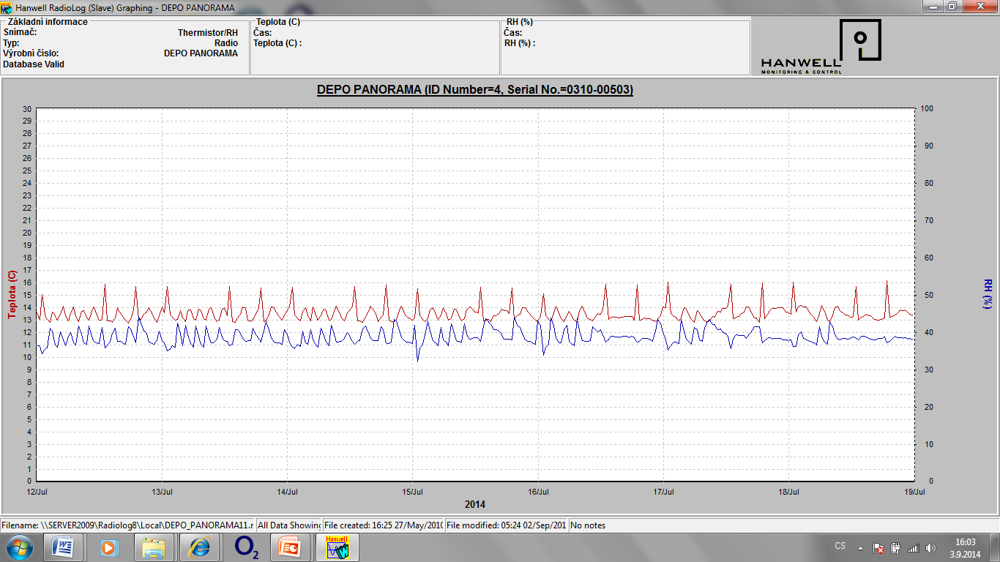 Hanwell RadioLog (Slave) Graphing - DEPO PANORAMA
Základní informace
Snímač: Thermistor/RH
Typ: Radio
Výrobní číslo: DEPO PANORAMA
Database Valid
Teplota (C)
Čas:
Teplota (C) :
RH (%)
Čas:
RH (%) :
HANWELL
MONITORING & CONTROL
DEPO PANORAMA (ID Number=4, Serial No.=0310-00503)
Teplota (C)
30
29
28
27
26
25
24
23
22
21
20
19
18
17
16
15
14
13
12
11
10
9
8
7
6
5
4
3
2
1
0
100
90
80
70
60
50
40
30
20
10
0
RH (%)
12/Jul 13/Jul 14/Jul 15/Jul 16/Jul 17/Jul 18/Jul 19/Jul
2014
Filename: \\SERVER2009\Radiolog8\Local\DEPO_PANORAMA11.r All Data Showing File created: 16:25 27/May/2010 File modified: 05:24 02/Sep/201 No notes
W
O2
Hanwell
CS
16:03
3.9.2014